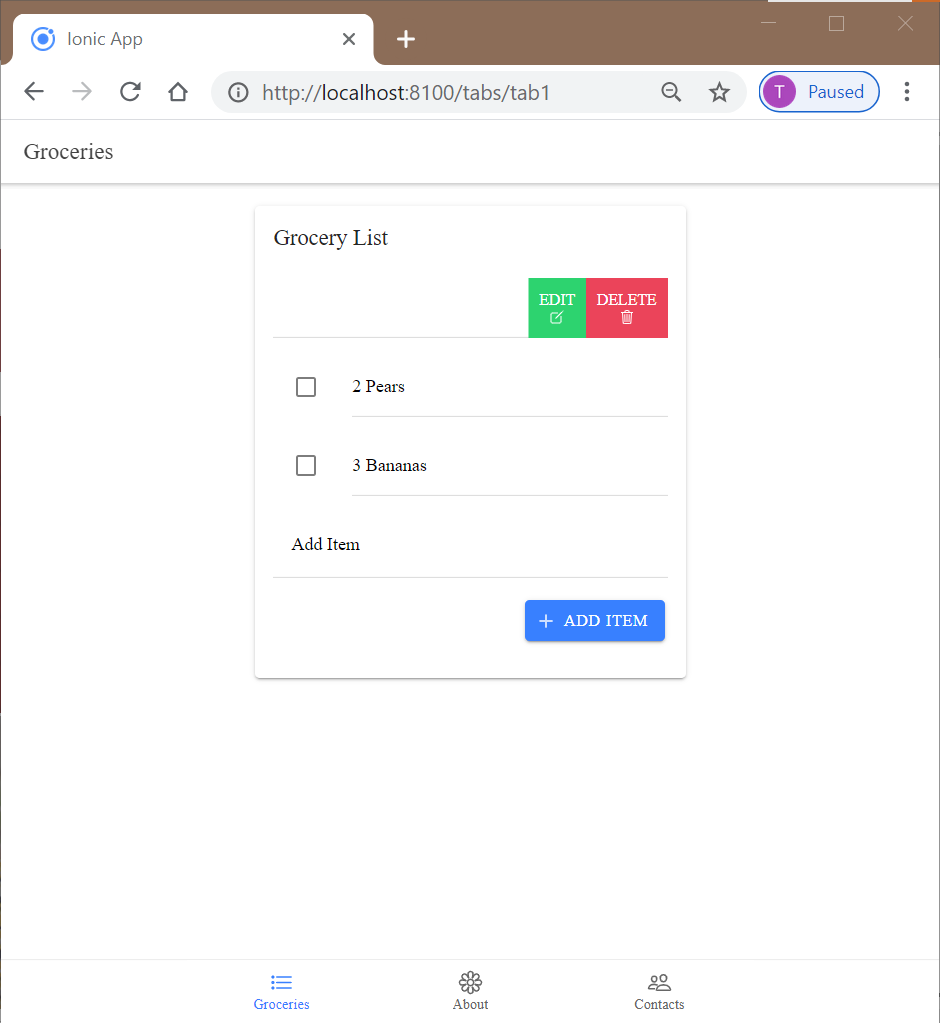 Ionic App
http://localhost:8100/tabs/tab1
T
Paused
Groceries
Grocery List
EDIT
DELETE
2 Pears
3 Bananas
Add Item
ADD ITEM
Groceries
About
Contacts